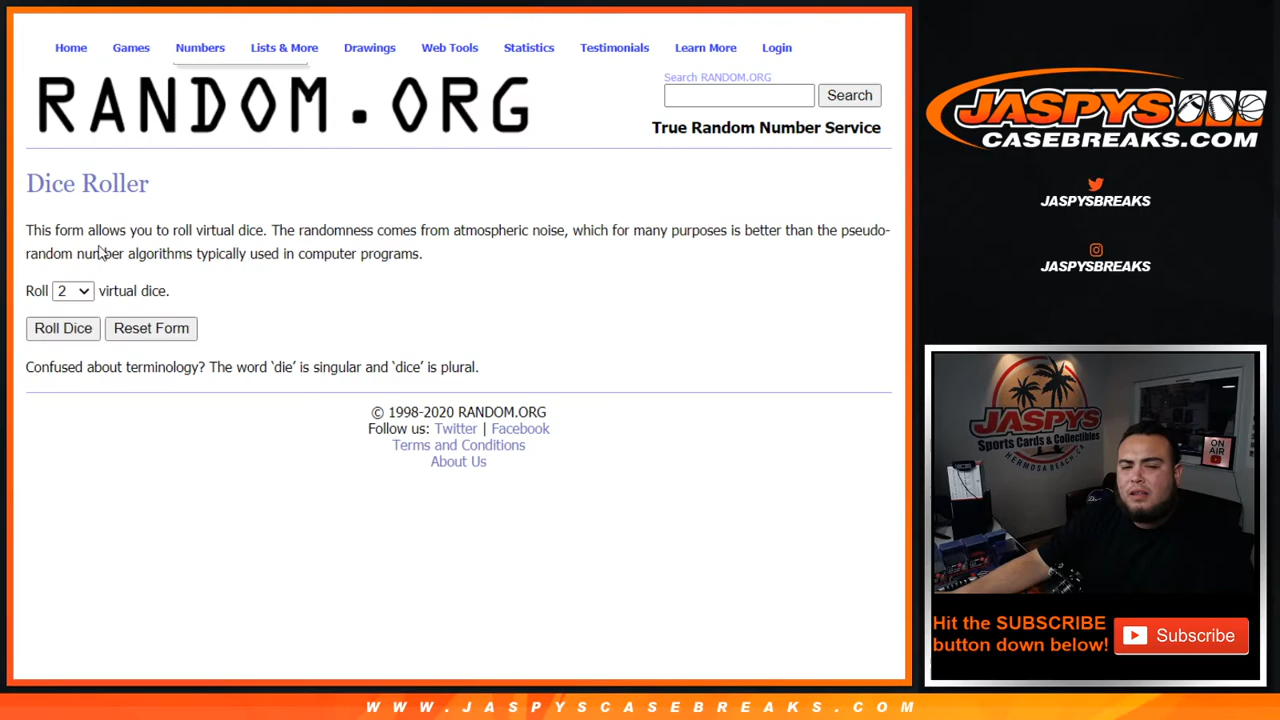 Home Games Numbers Lists & More Drawings Web Tools Statistics Testimonials Learn More Login
RANDOM.ORG
Search RANDOM.ORG
Search
True Random Number Service
Dice Roller
This form allows you to roll virtual dice. The randomness comes from atmospheric noise, which for many purposes is better than the pseudo-
random number algorithms typically used in computer programs.
Roll 2 virtual dice.
Roll Dice Reset Form
Confused about terminology? The word ‘die’ is singular and ‘dice’ is plural.
© 1998-2020 RANDOM.ORG
Follow us: Twitter | Facebook
Terms and Conditions
About Us
JASPYS
CASEBREAKS.COM
JASPYSBREAKS
JASPYSBREAKS
JASPYS
Sports Cards & Collectibles
HERMOSA BEACH, CA
ON
AIR
Hit the SUBSCRIBE
button down below!
Subscribe
WWW.JASPYSCASEBREAKS.COM